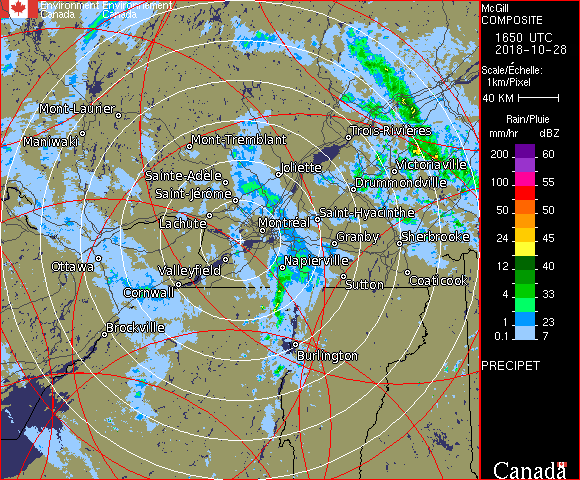 Environment Environnement
Canada Canada
McGill
COMPOSITE
1650 UTC
2018-10-28
Scale/Échelle:
1km/Pixel
40 KM
Rain/Pluie
mm/hr dBZ
200 60
100 55
50 50
24 45
12 40
4 33
1 23
0.1 7
PRECIPET
Mont-Laurier
Maniwaki
Mont-Tremblant
Trois-Rivières
Joliette
Victoriaville
Sainte-Adèle
Drummondville
Saint-Jérôme
Saint-Hyacinthe
Lachute
Montréal
Granby
Sherbrooke
Ottawa
Valleyfield
Napierville
Sutton
Coaticook
Cornwall
Brockville
Burlington
Canada